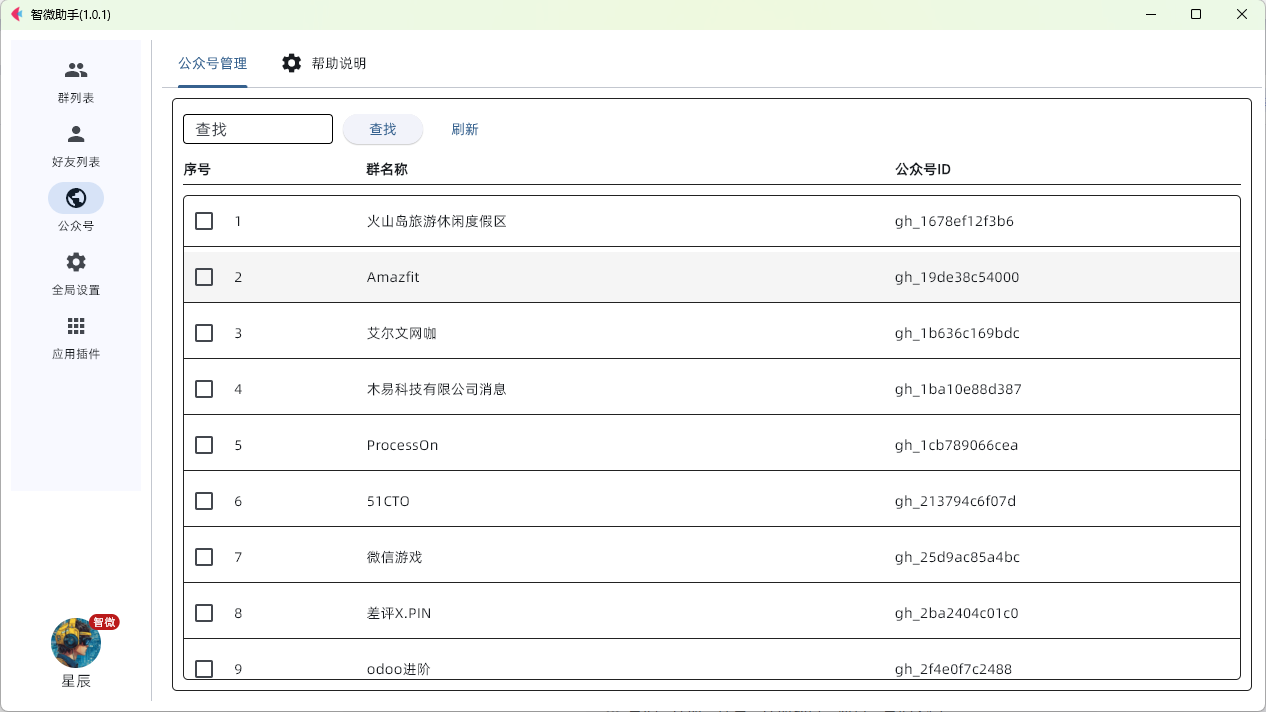 智微助手(1.0.1)
群列表
好友列表
公众号
全局设置
应用插件
智微
星辰
公众号管理 帮助说明
查找 查找 刷新
序号 群名称 公众号ID
1 火山岛旅游休闲度假区 gh_1678ef12f3b6
2 Amazfit gh_19de38c54000
3 艾尔文网咖 gh_1b636c169bdc
4 木易科技有限公司消息 gh_1ba10e88d387
5 ProcessOn gh_1cb789066cea
6 51CTO gh_213794c6f07d
7 微信游戏 gh_25d9ac85a4bc
8 差评X.PIN gh_2ba2404c01c0
9 odoo进阶 gh_2f4e0f7c2488